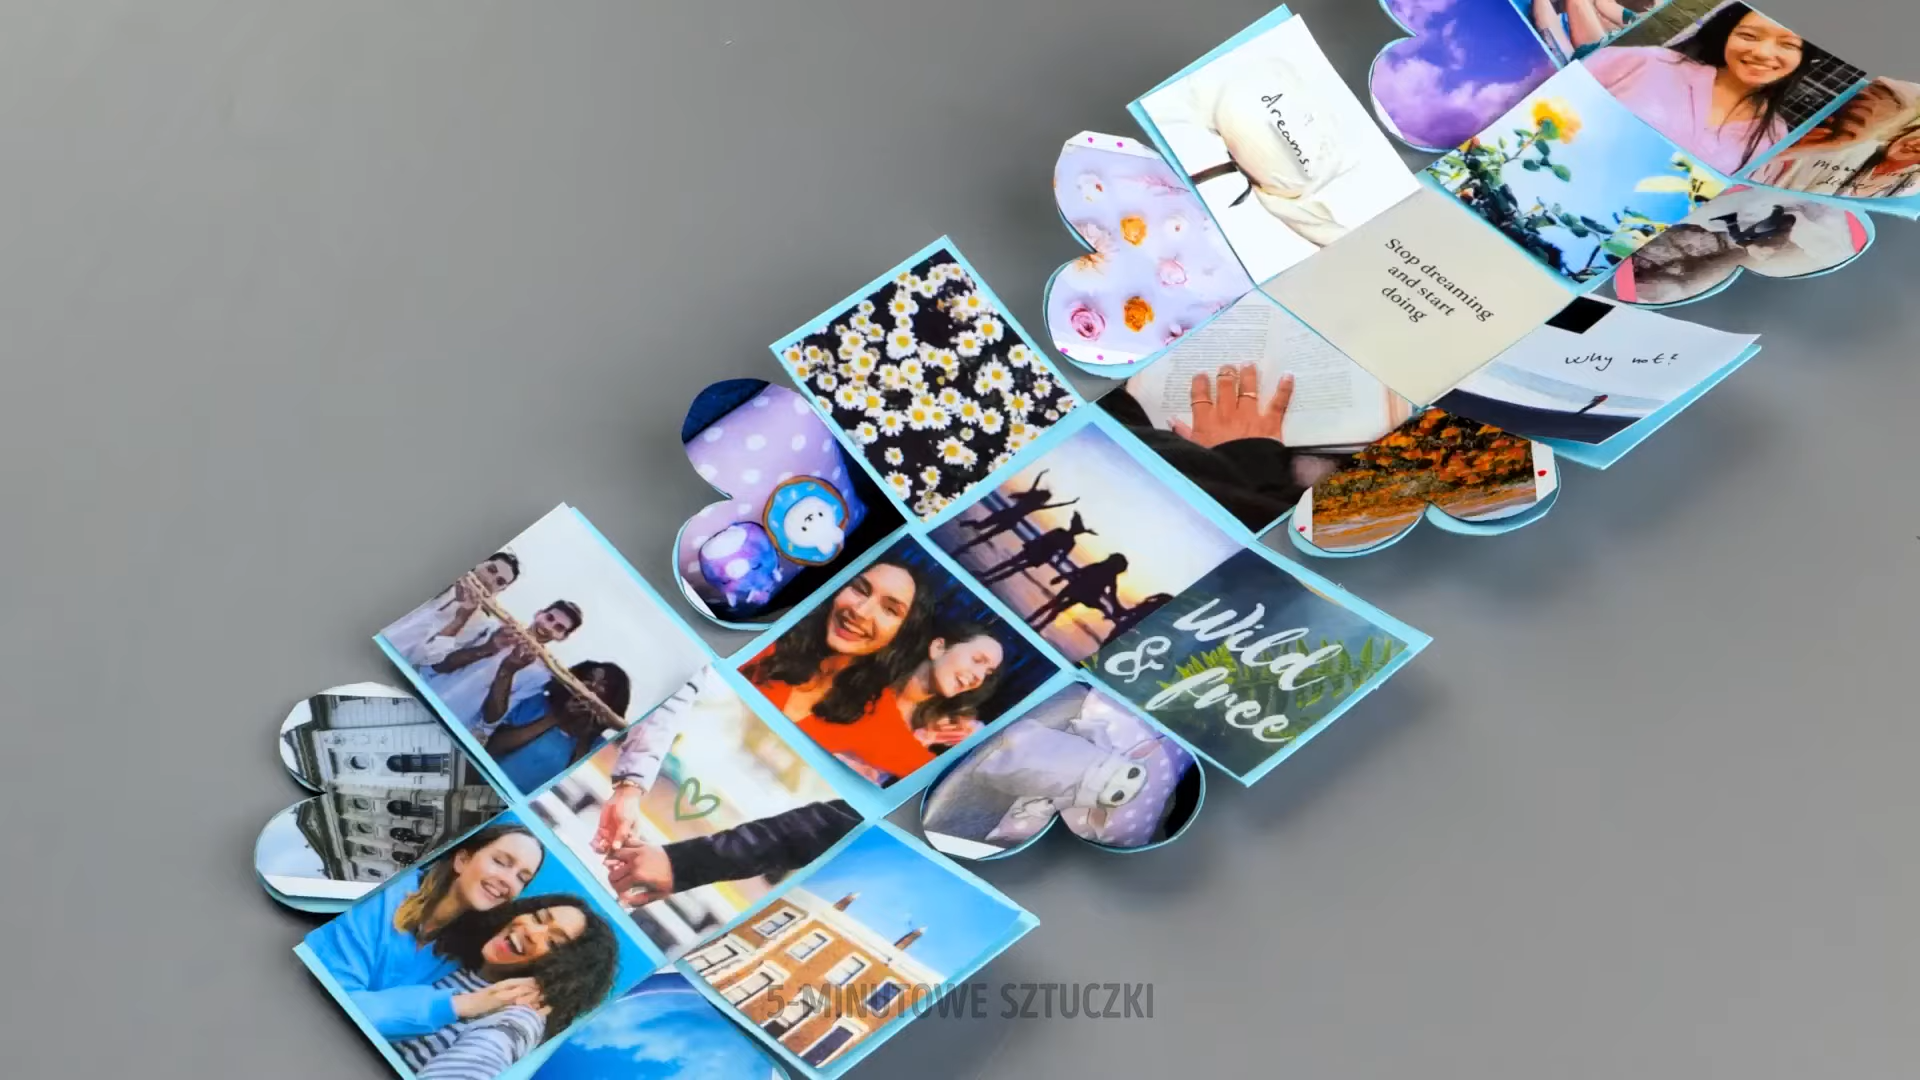 dreams.
Stop dreaming
and start
doing
why not?
Wild
& free
5-MINUTOWE SZTUCZKI